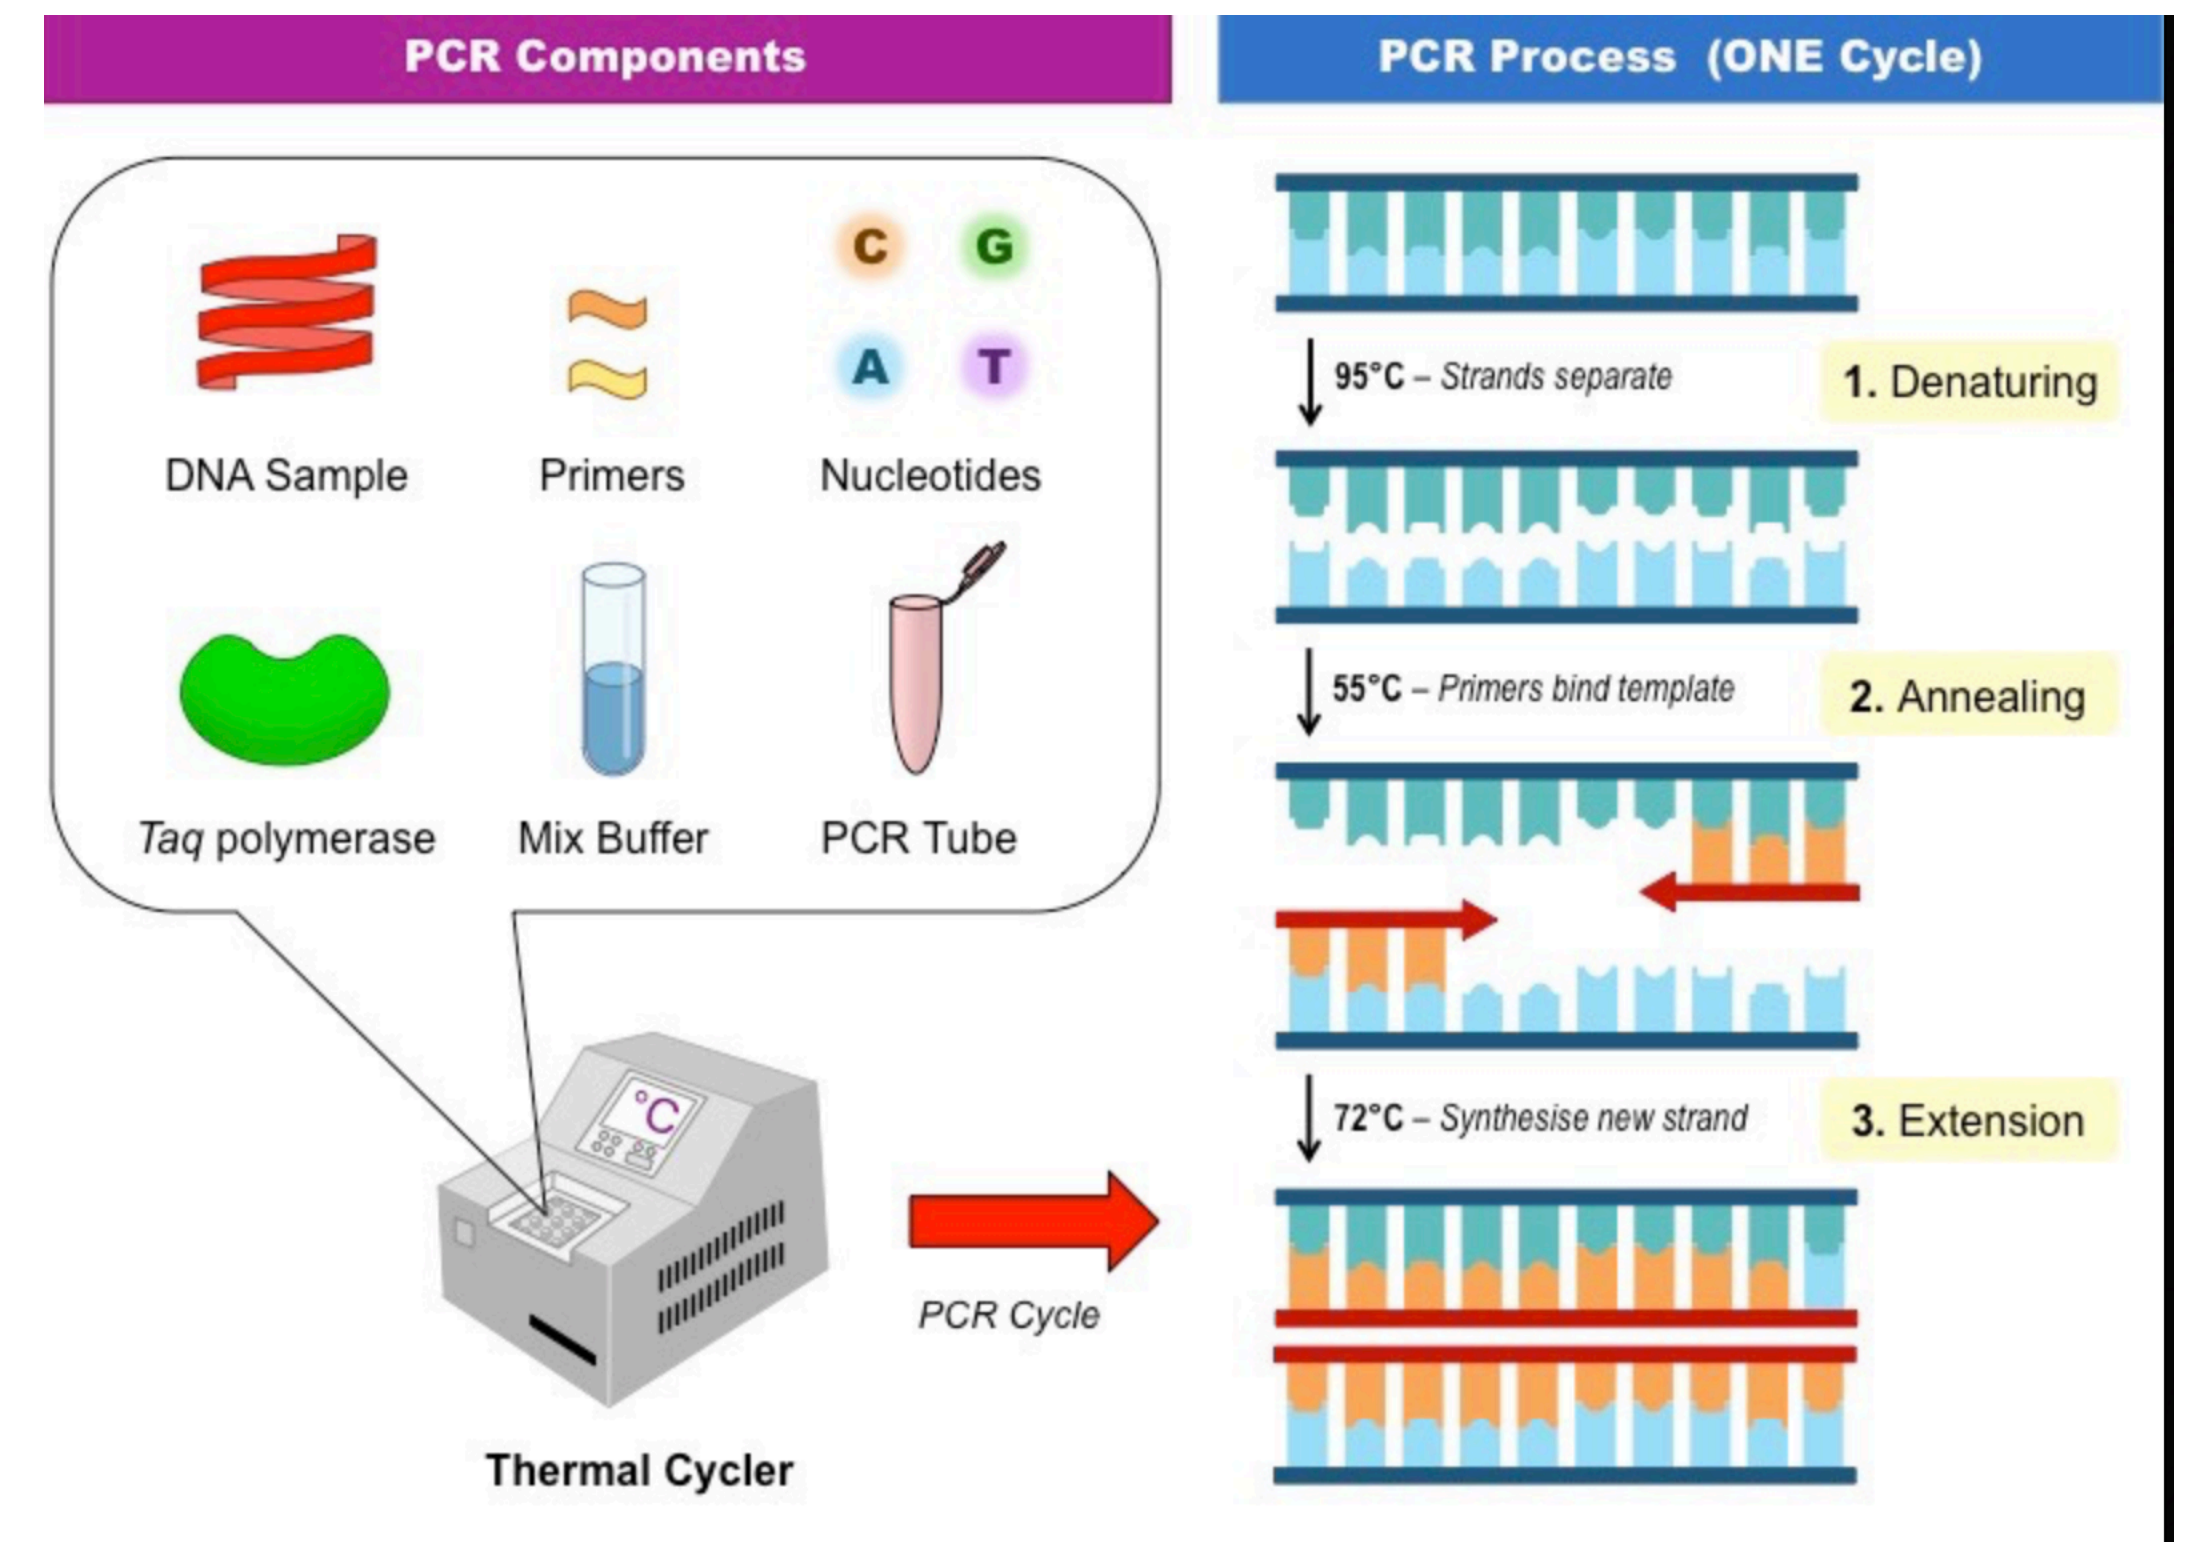 PCR Components
C G
A T
DNA Sample Primers Nucleotides
Taq polymerase Mix Buffer PCR Tube
°C
PCR Cycle
Thermal Cycler
PCR Process (ONE Cycle)
95°C – Strands separate
1. Denaturing
55°C – Primers bind template
2. Annealing
72°C – Synthesise new strand
3. Extension